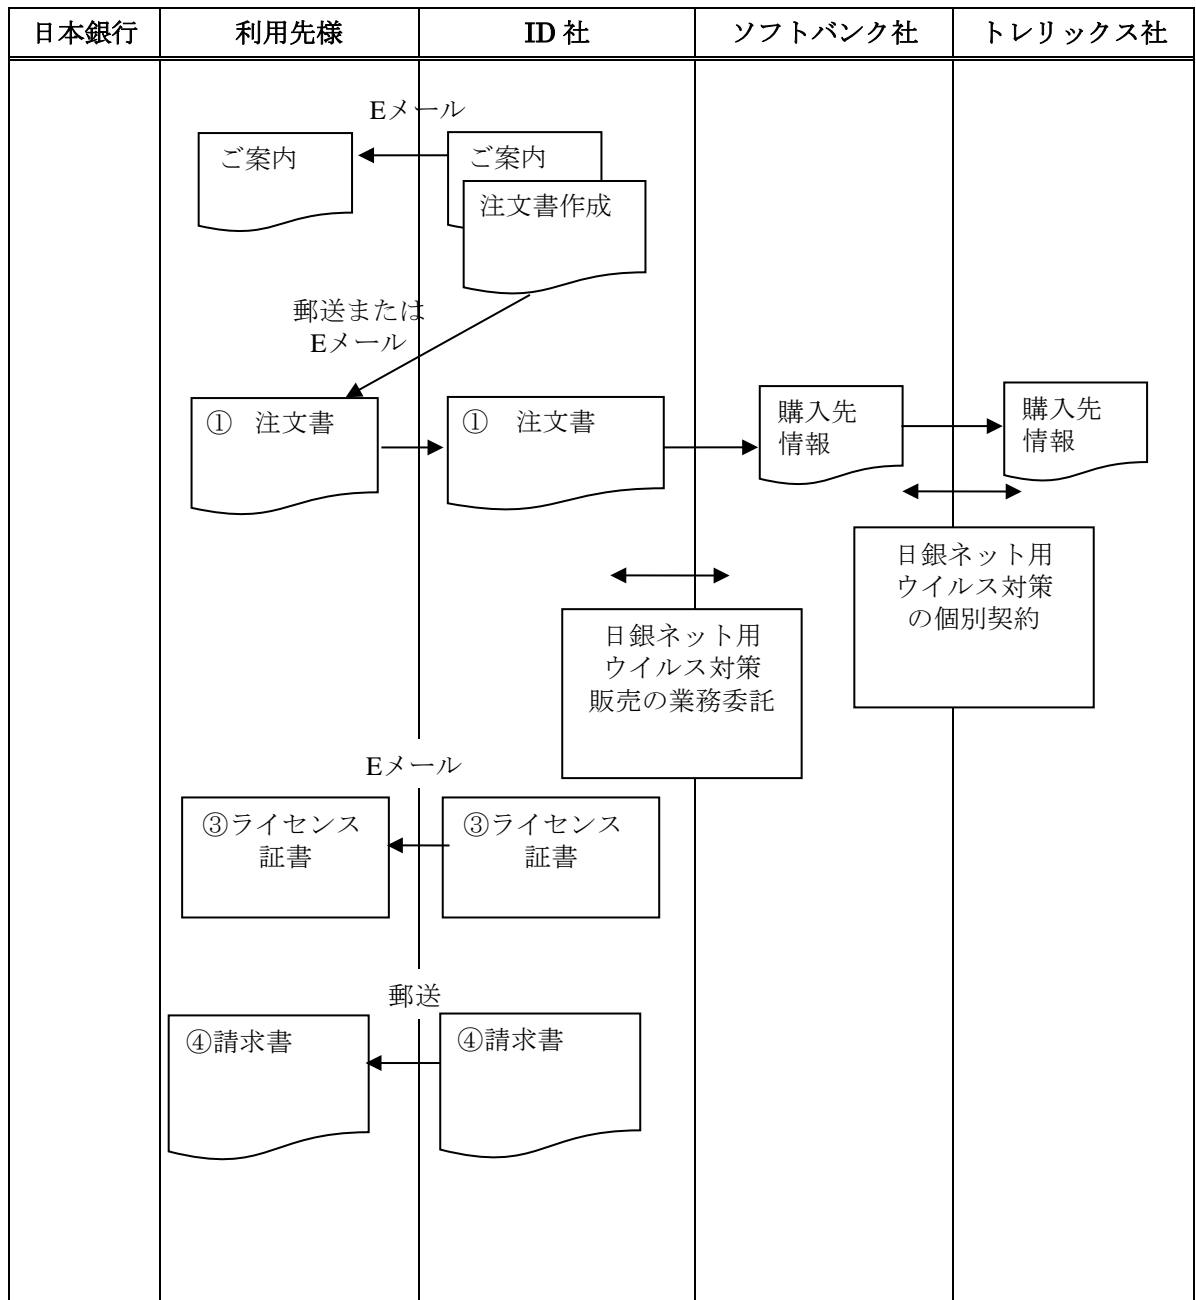 日本銀行
利用先様
ID 社
ソフトバンク社
トレリックス社
Eメール
ご案内
ご案内
注文書作成
郵送または
Eメール
① 注文書
① 注文書
購入先
情報
購入先
情報
日銀ネット用
ウイルス対策
の個別契約
日銀ネット用
ウイルス対策
販売の業務委託
Eメール
③ライセンス
証書
③ライセンス
証書
郵送
④請求書
④請求書